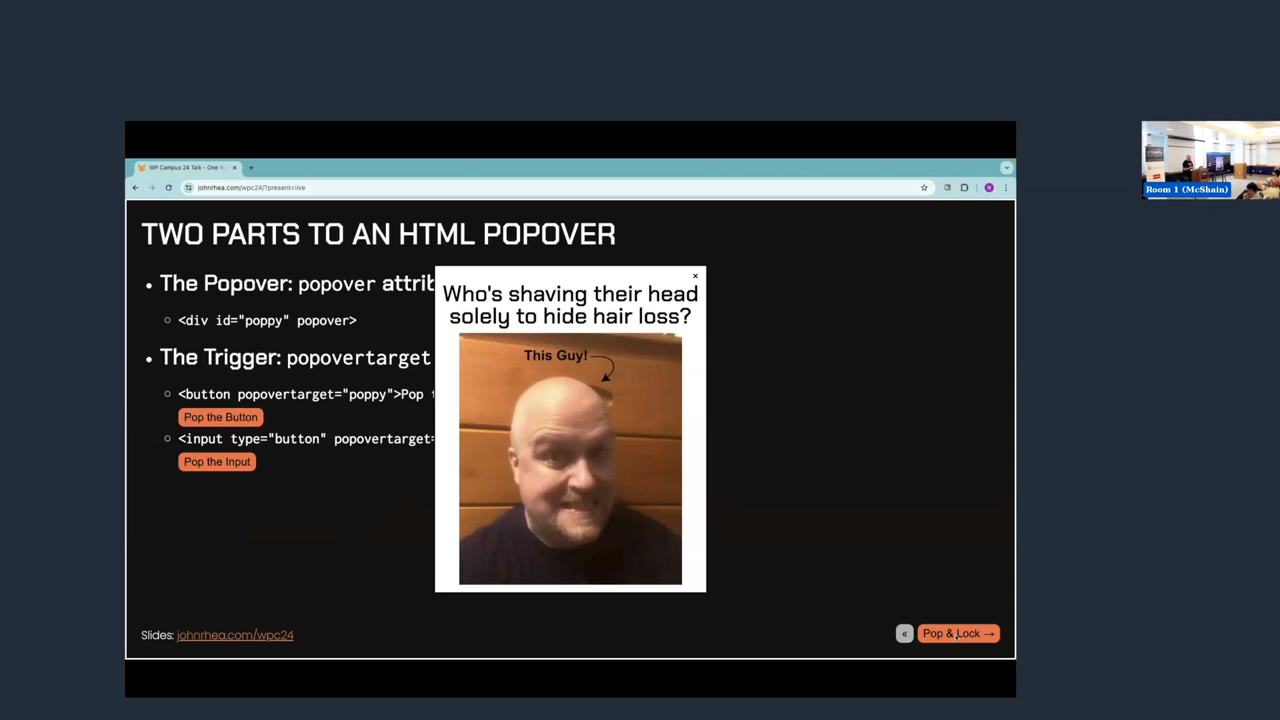 WP Campus 24 Talk - One
johnrhea.com/wpc24/?present=live
N
TWO PARTS TO AN HTML POPOVER
• The Popover: popover attrib
<div id="poppy" popover>
• The Trigger: popovertarget
<button popovertarget="poppy">Pop
Pop the Button
<input type="button" popovertarget=
Pop the Input
×
Who's shaving their head
solely to hide hair loss?
This Guy!
Slides: johnrhea.com/wpc24
«
Pop & Lock →
Room 1 (McShain)